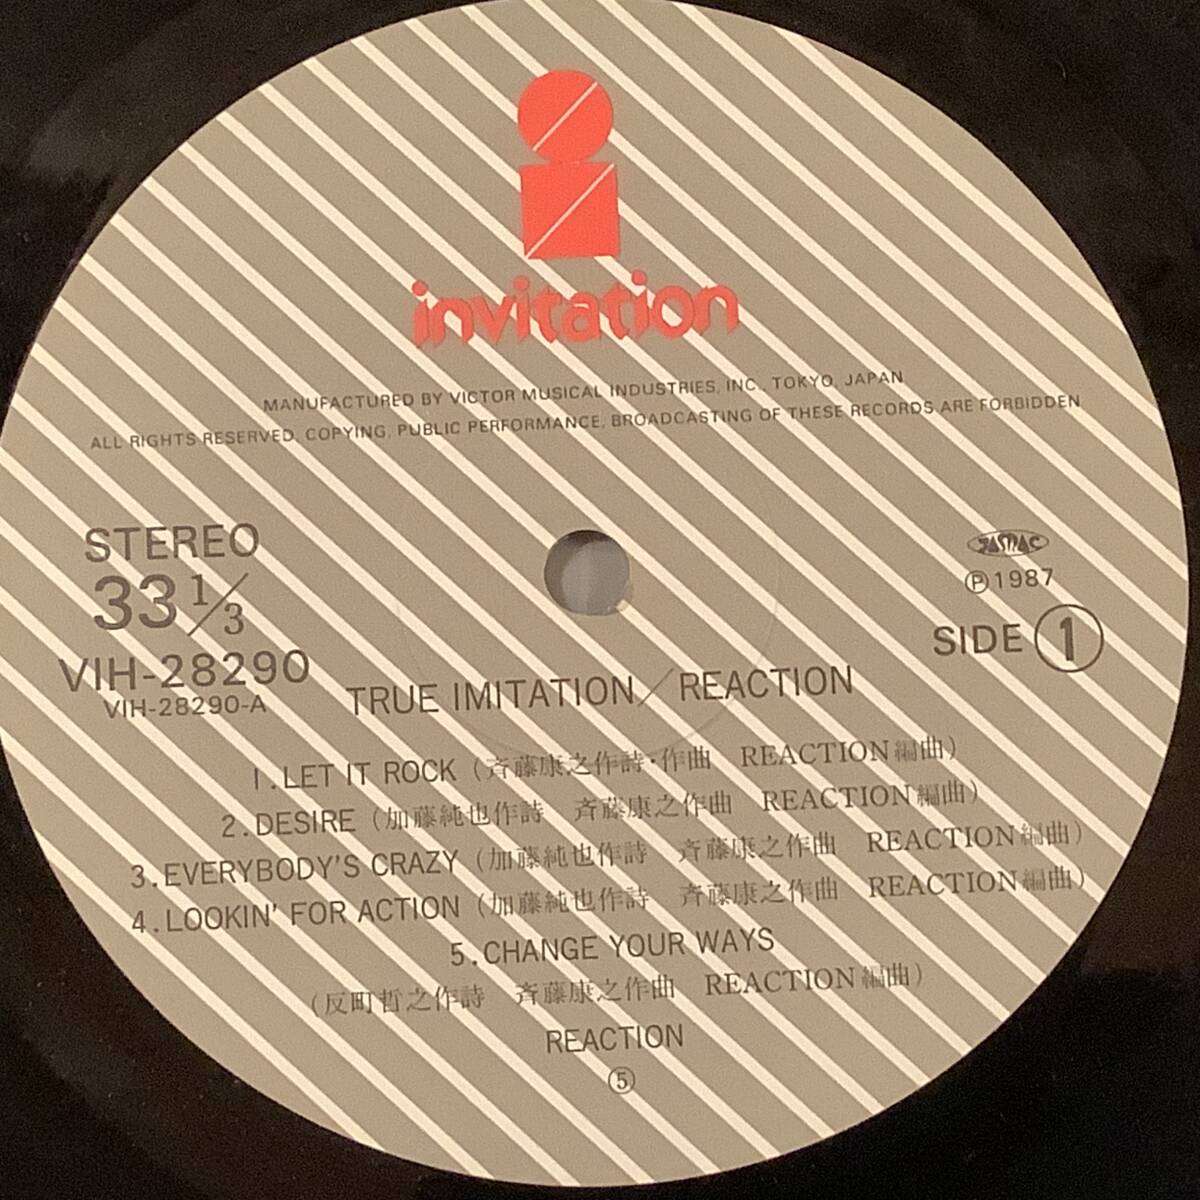 invitation
MANUFACTURED BY VICTOR MUSICAL INDUSTRIES, INC., TOKYO, JAPAN
ALL RIGHTS RESERVED. COPYING, PUBLIC PERFORMANCE, BROADCASTING OF THESE RECORDS ARE FORBIDDEN
STEREO
33 1/3
VIH-28290
VIH-28290-A
JASRAC
Ⓟ1987
SIDE ①
TRUE IMITATION／REACTION
1.LET IT ROCK (斉藤康之作詩・作曲 REACTION編曲)
2.DESIRE (加藤純也作詩 斉藤康之作曲 REACTION編曲)
3.EVERYBODY'S CRAZY (加藤純也作詩 斉藤康之作曲 REACTION編曲)
4.LOOKIN' FOR ACTION (加藤純也作詩 斉藤康之作曲 REACTION編曲)
5.CHANGE YOUR WAYS
(反町哲之作詩 斉藤康之作曲 REACTION編曲)
REACTION
⑤